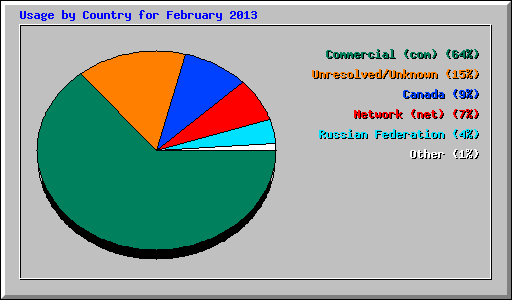 Usage by Country for February 2013
Commercial (com) (64%)
Unresolved/Unknown (15%)
Canada (9%)
Network (net) (7%)
Russian Federation (4%)
Other (1%)